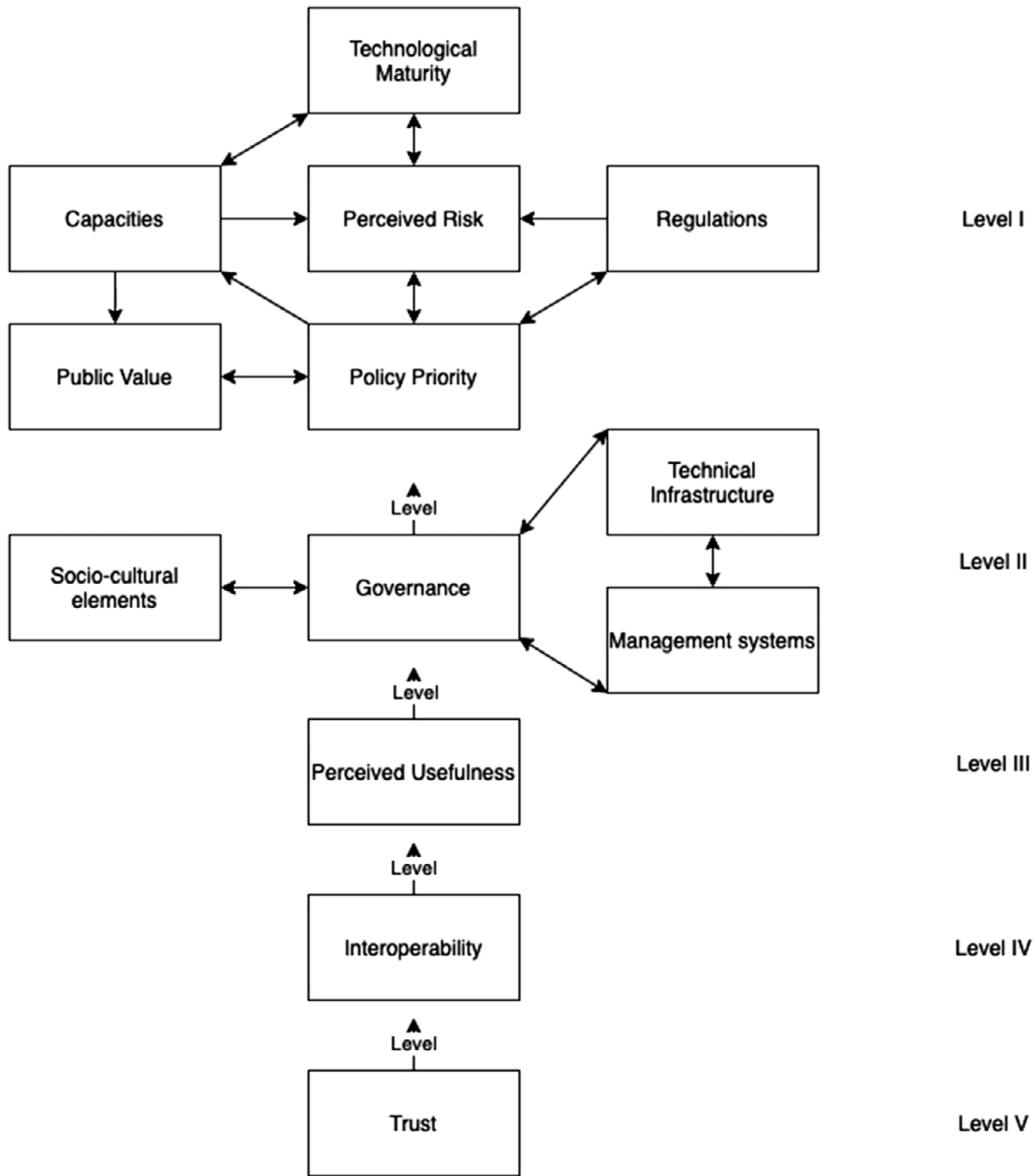 Technological
Maturity
Capacities
Perceived Risk
Regulations
Level I
Public Value
Policy Priority
Technical
Infrastructure
Level
Socio-cultural
elements
Governance
Level II
Management systems
Level
Perceived Usefulness
Level III
Level
Interoperability
Level IV
Level
Trust
Level V